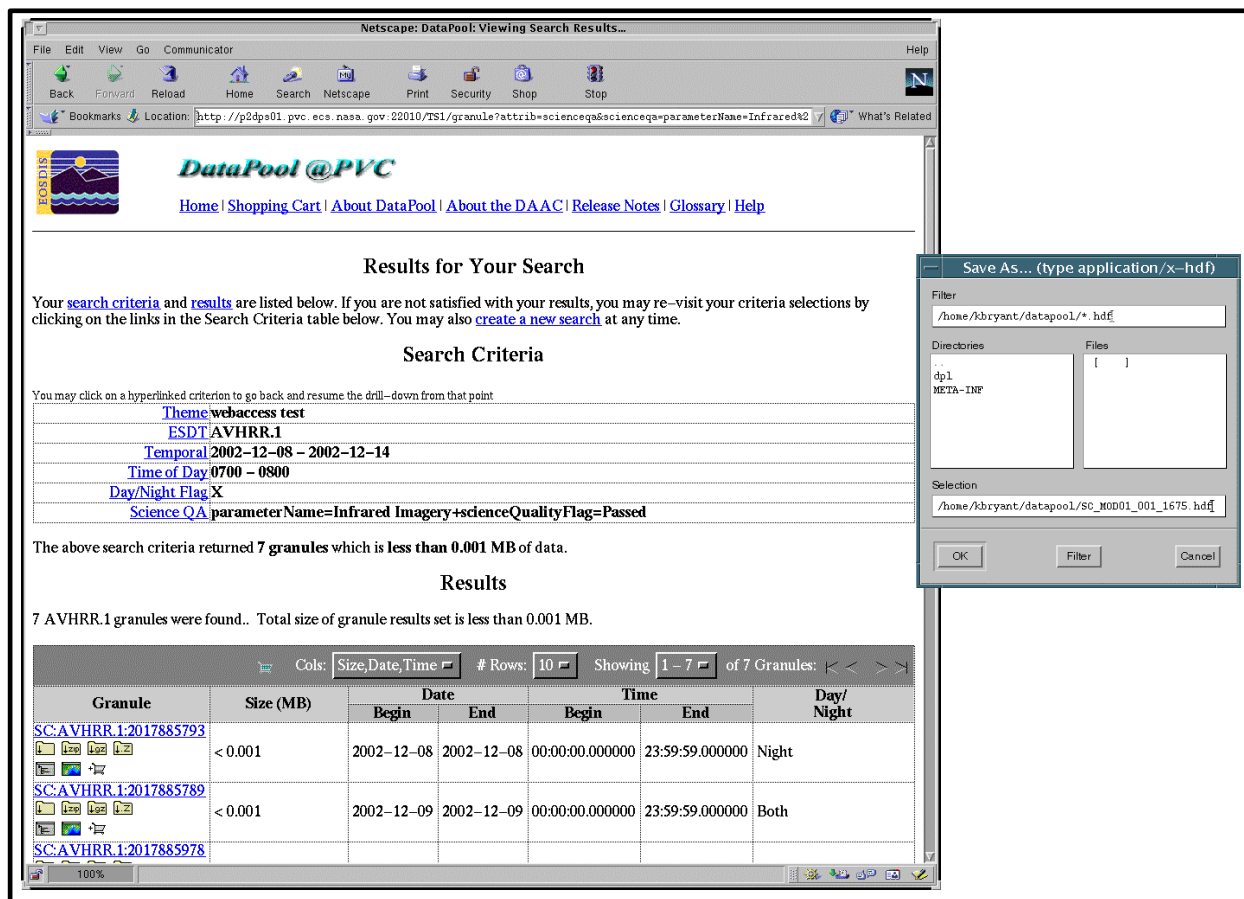 Netscape: DataPool: Viewing Search Results...
File Edit View Go Communicator Help
Back Forward Reload Home Search Netscape Print Security Shop Stop
My
N
Bookmarks Location: http://p2dps01.pvc.ecs.nasa.gov:22010/TS1/granule?attrib=scienceqa&scienceqa=parameterName=Infrared%2 What's Related
EOSDIS
DataPool @PVC
Home | Shopping Cart | About DataPool | About the DAAC | Release Notes | Glossary | Help
Results for Your Search
Your search criteria and results are listed below. If you are not satisfied with your results, you may re-visit your criteria selections by
clicking on the links in the Search Criteria table below. You may also create a new search at any time.
Search Criteria
You may click on a hyperlinked criterion to go back and resume the drill-down from that point
Theme webaccess test
ESDT AVHRR.1
Temporal 2002-12-08 - 2002-12-14
Time of Day 0700 - 0800
Day/Night Flag X
Science QA parameterName=Infrared Imagery+scienceQualityFlag=Passed
The above search criteria returned 7 granules which is less than 0.001 MB of data.
Results
7 AVHRR.1 granules were found.. Total size of granule results set is less than 0.001 MB.
Cols: Size,Date,Time # Rows: 10 Showing 1-7 of 7 Granules: |< < > >|
Granule Size (MB) Date Time Day/
Night
Begin End Begin End
SC:AVHRR.1:2017885793
zip gz .Z
< 0.001 2002-12-08 2002-12-08 00:00:00.000000 23:59:59.000000 Night
SC:AVHRR.1:2017885789
zip gz .Z
< 0.001 2002-12-09 2002-12-09 00:00:00.000000 23:59:59.000000 Both
SC:AVHRR.1:2017885978
100%
Save As... (type application/x-hdf)
Filter
/home/kbryant/datapool/*.hdf
Directories Files
.. [ ]
dpl
META-INF
Selection
/home/kbryant/datapool/SC_MOD01_001_1675.hdf
OK Filter Cancel